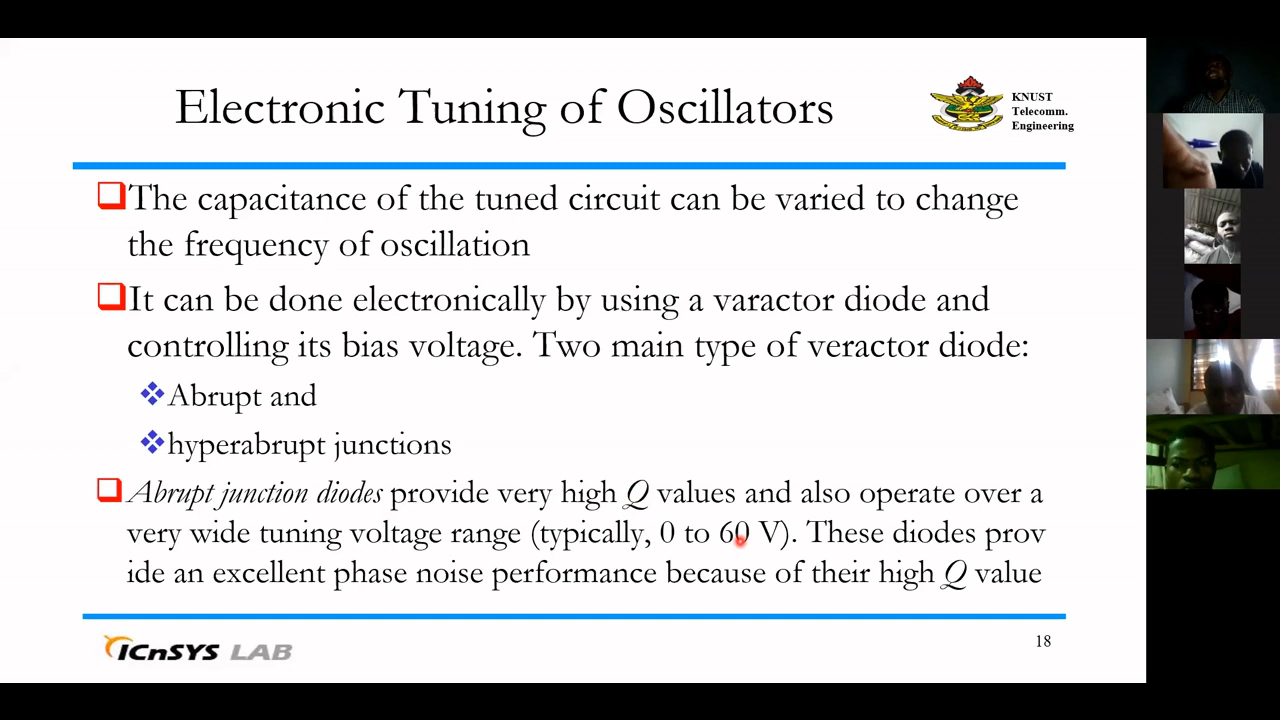 Electronic Tuning of Oscillators
KNUST
Telecomm.
Engineering
The capacitance of the tuned circuit can be varied to change
the frequency of oscillation
It can be done electronically by using a varactor diode and
controlling its bias voltage. Two main type of veractor diode:
Abrupt and
hyperabrupt junctions
Abrupt junction diodes provide very high Q values and also operate over a
very wide tuning voltage range (typically, 0 to 60 V). These diodes prov
ide an excellent phase noise performance because of their high Q value
ICnSYS LAB
18